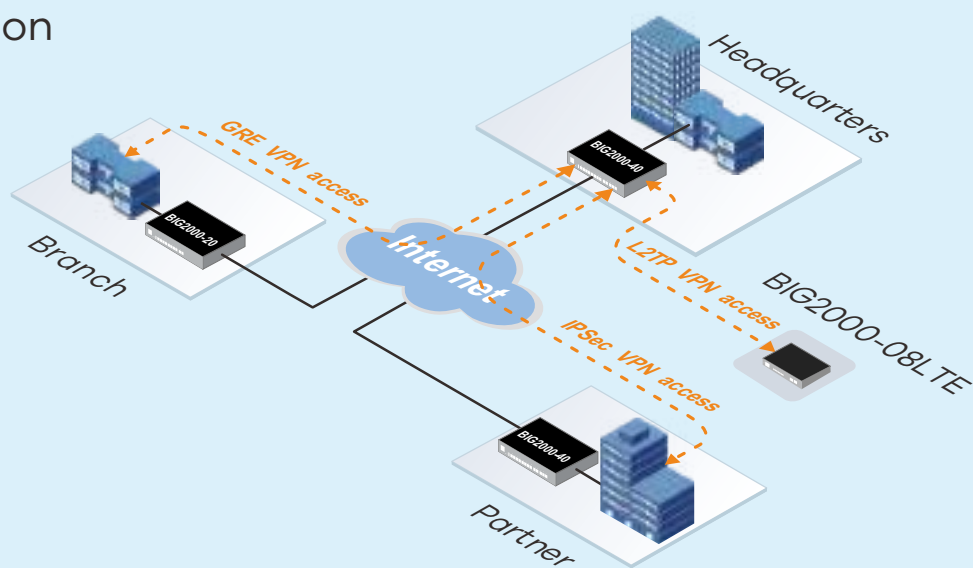 on
Headquarters
BIG2000-40
GRE VPN access
BIG2000-20
Branch
Internet
L2TP VPN access
BIG2000-08LTE
IPSec VPN access
BIG2000-40
Partner